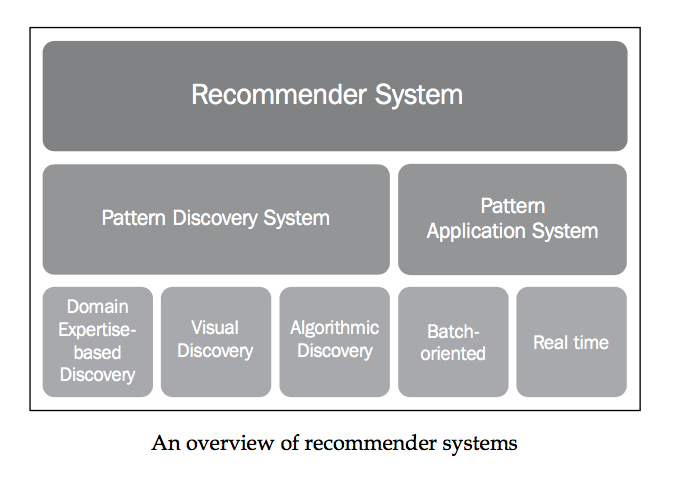 Recommender System
Pattern Discovery System
Pattern
Application System
Domain
Expertise-
based
Discovery
Visual
Discovery
Algorithmic
Discovery
Batch-
oriented
Real time
An overview of recommender systems